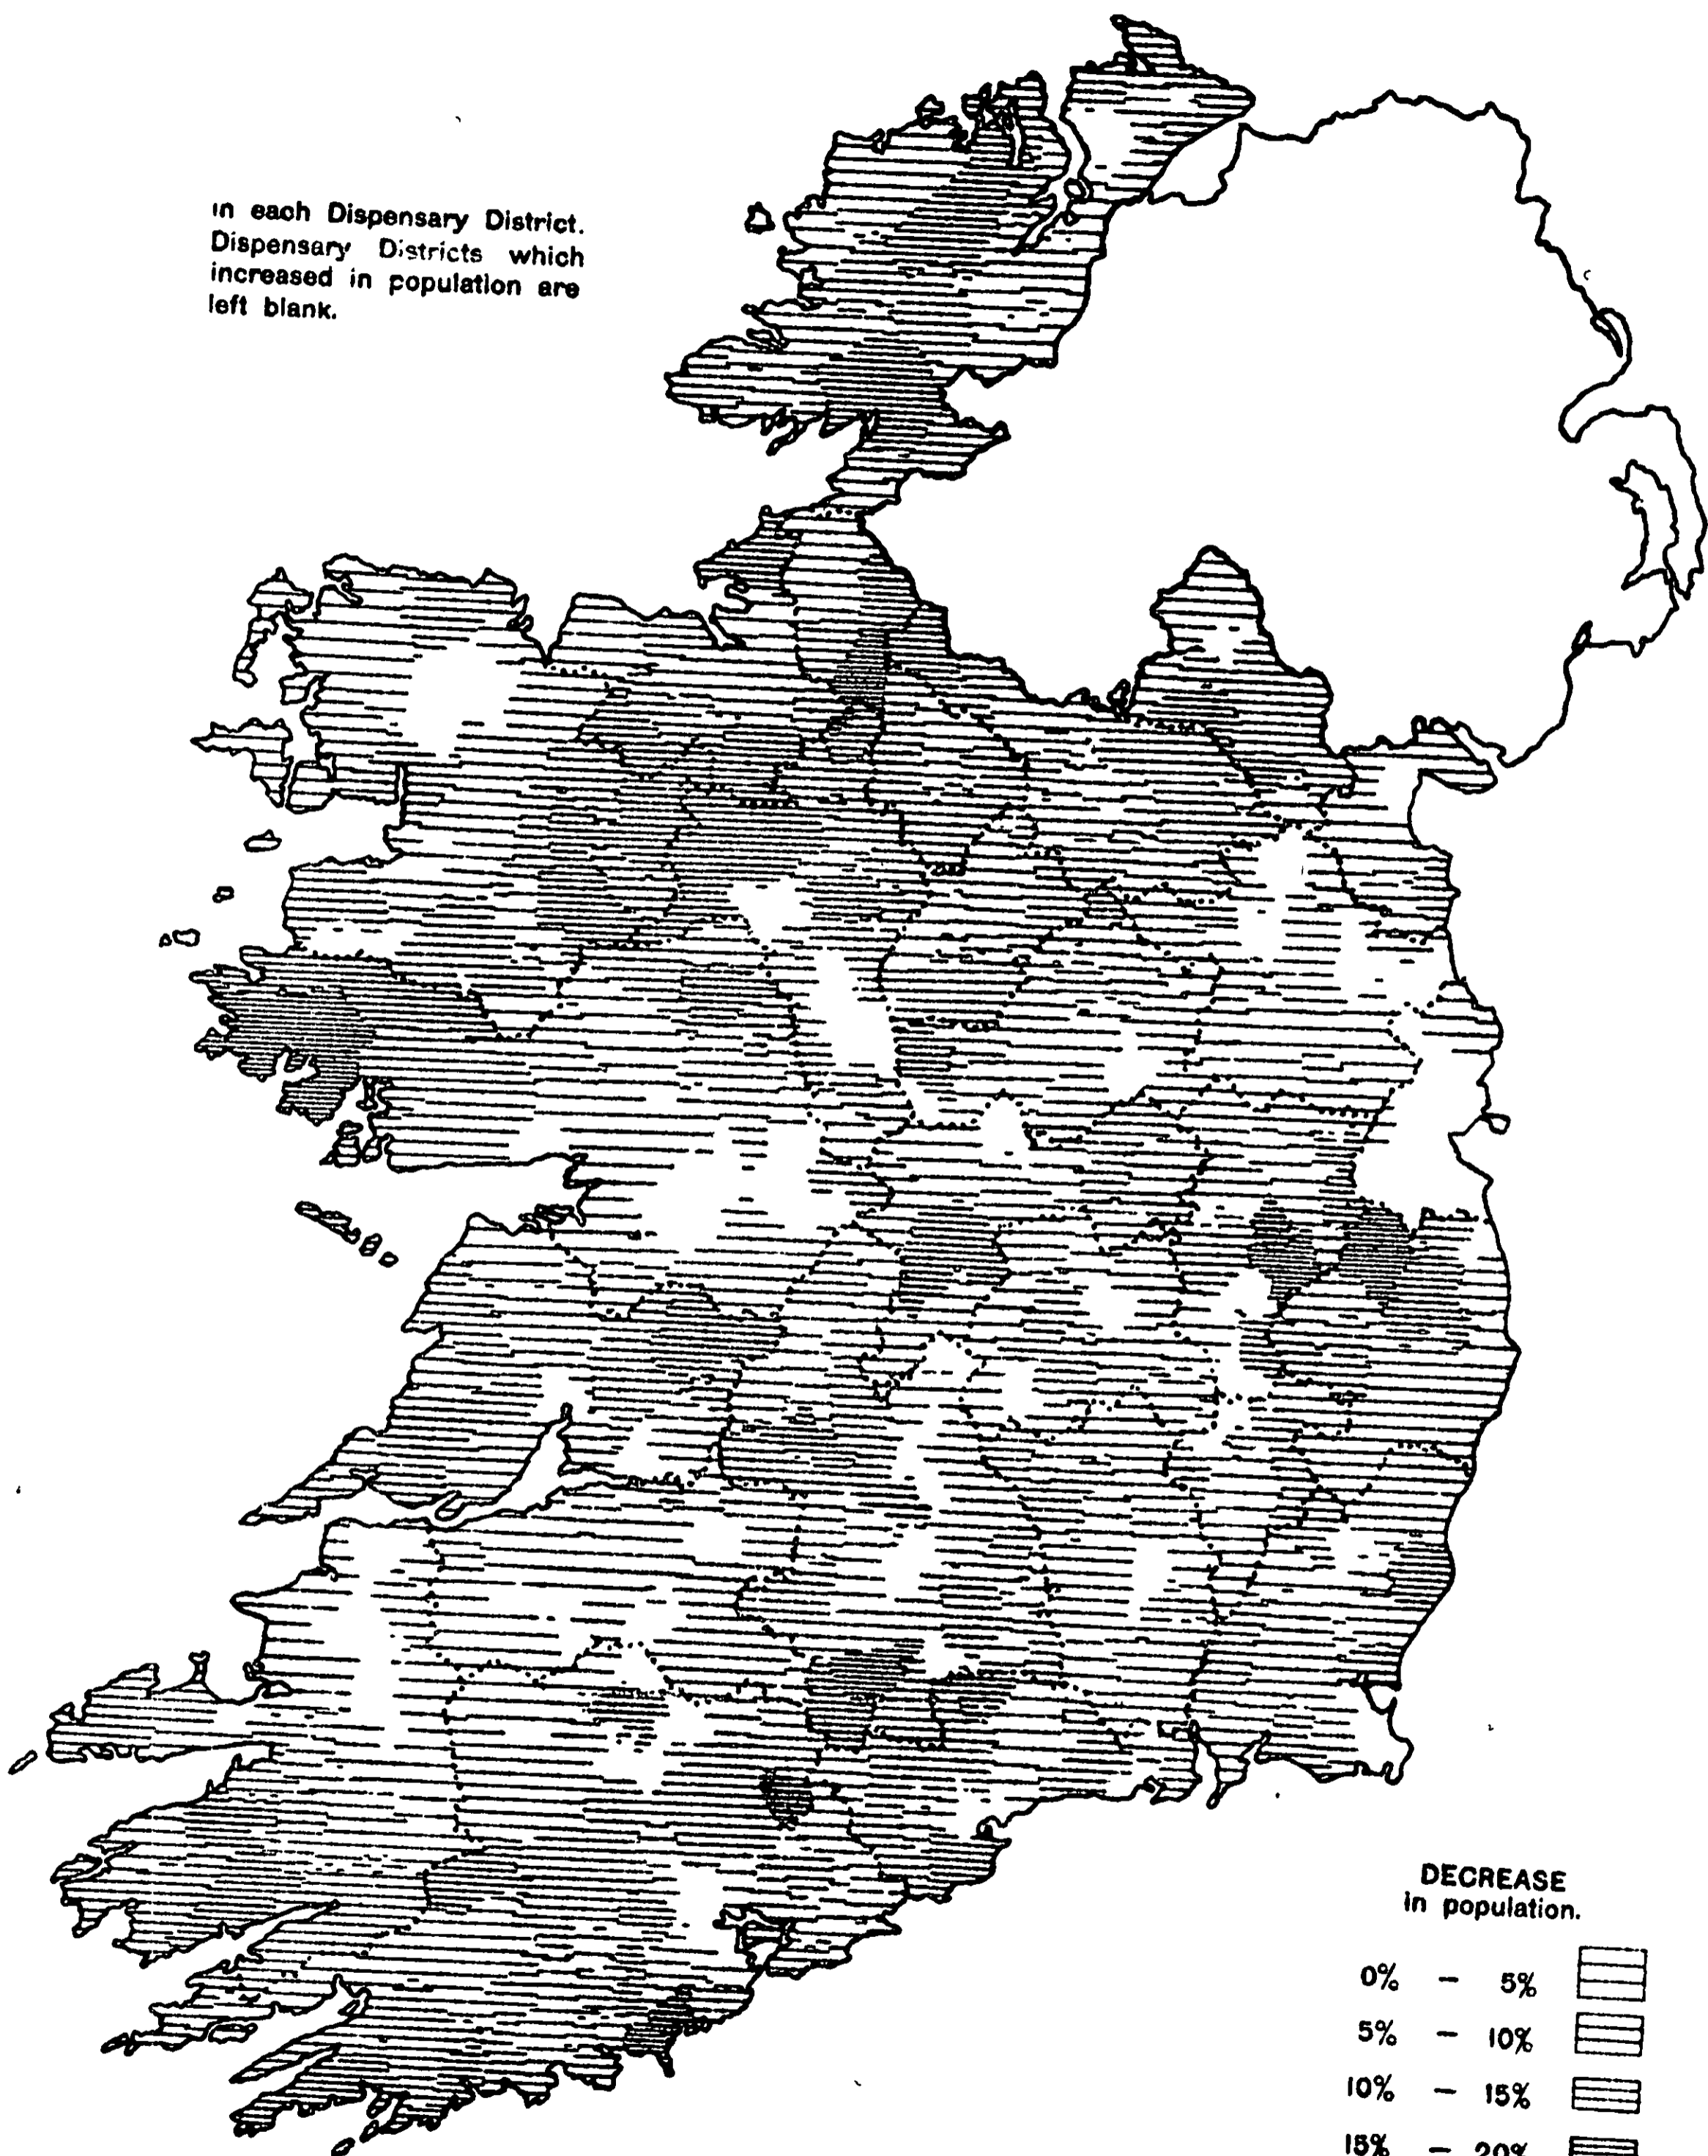 in each Dispensary District.
Dispensary Districts which
increased in population are
left blank.
DECREASE
in population.
0% – 5%
5% – 10%
10% – 15%
15% – 20%